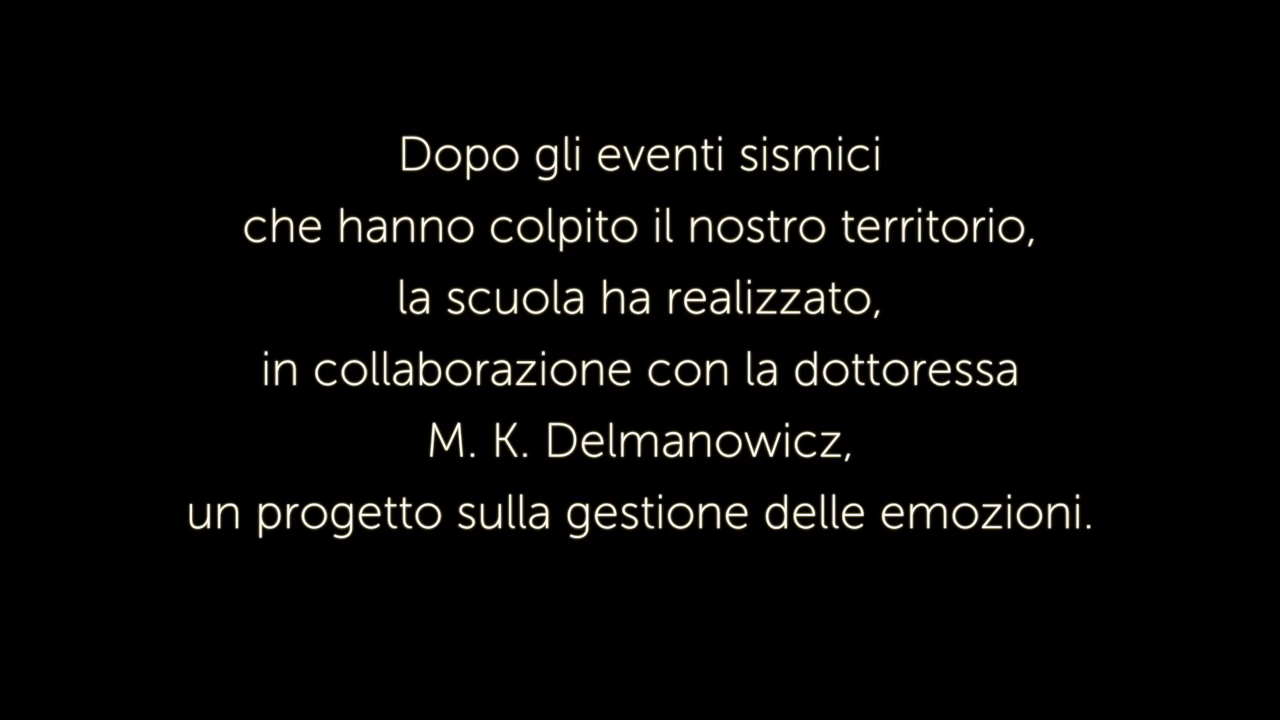 Dopo gli eventi sismici
che hanno colpito il nostro territorio,
la scuola ha realizzato,
in collaborazione con la dottoressa
M. K. Delmanowicz,
un progetto sulla gestione delle emozioni.